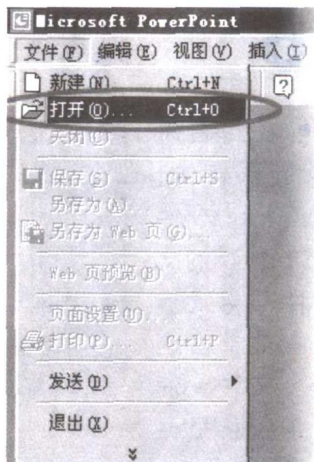 Microsoft PowerPoint
文件(F) 编辑(E) 视图(V) 插入(I)
新建(N) Ctrl+N
打开(O)... Ctrl+O
关闭(C)
保存(S) Ctrl+S
另存为(A)...
另存为 Web 页(G)...
Web 页预览(B)
页面设置(U)...
打印(P)... Ctrl+P
发送(D)
退出(X)